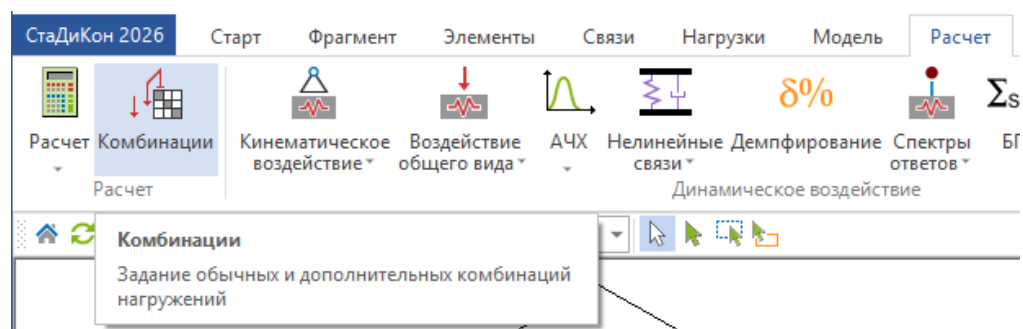 СтаДиКон 2026 Старт Фрагмент Элементы Связи Нагрузки Модель Расчет
δ% Σs
Расчет Комбинации Кинематическое Воздействие АЧХ Нелинейные Демпфирование Спектры
воздействие общего вида связи ответов
Расчет Динамическое воздействие
Комбинации
Задание обычных и дополнительных комбинаций
нагружений